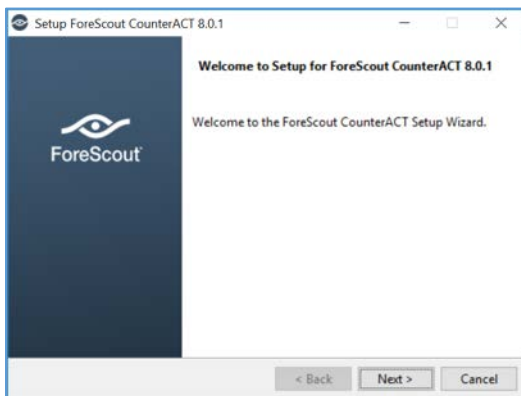 Setup ForeScout CounterACT 8.0.1
Welcome to Setup for ForeScout CounterACT 8.0.1
Welcome to the ForeScout CounterACT Setup Wizard.
ForeScout
< Back
Next >
Cancel